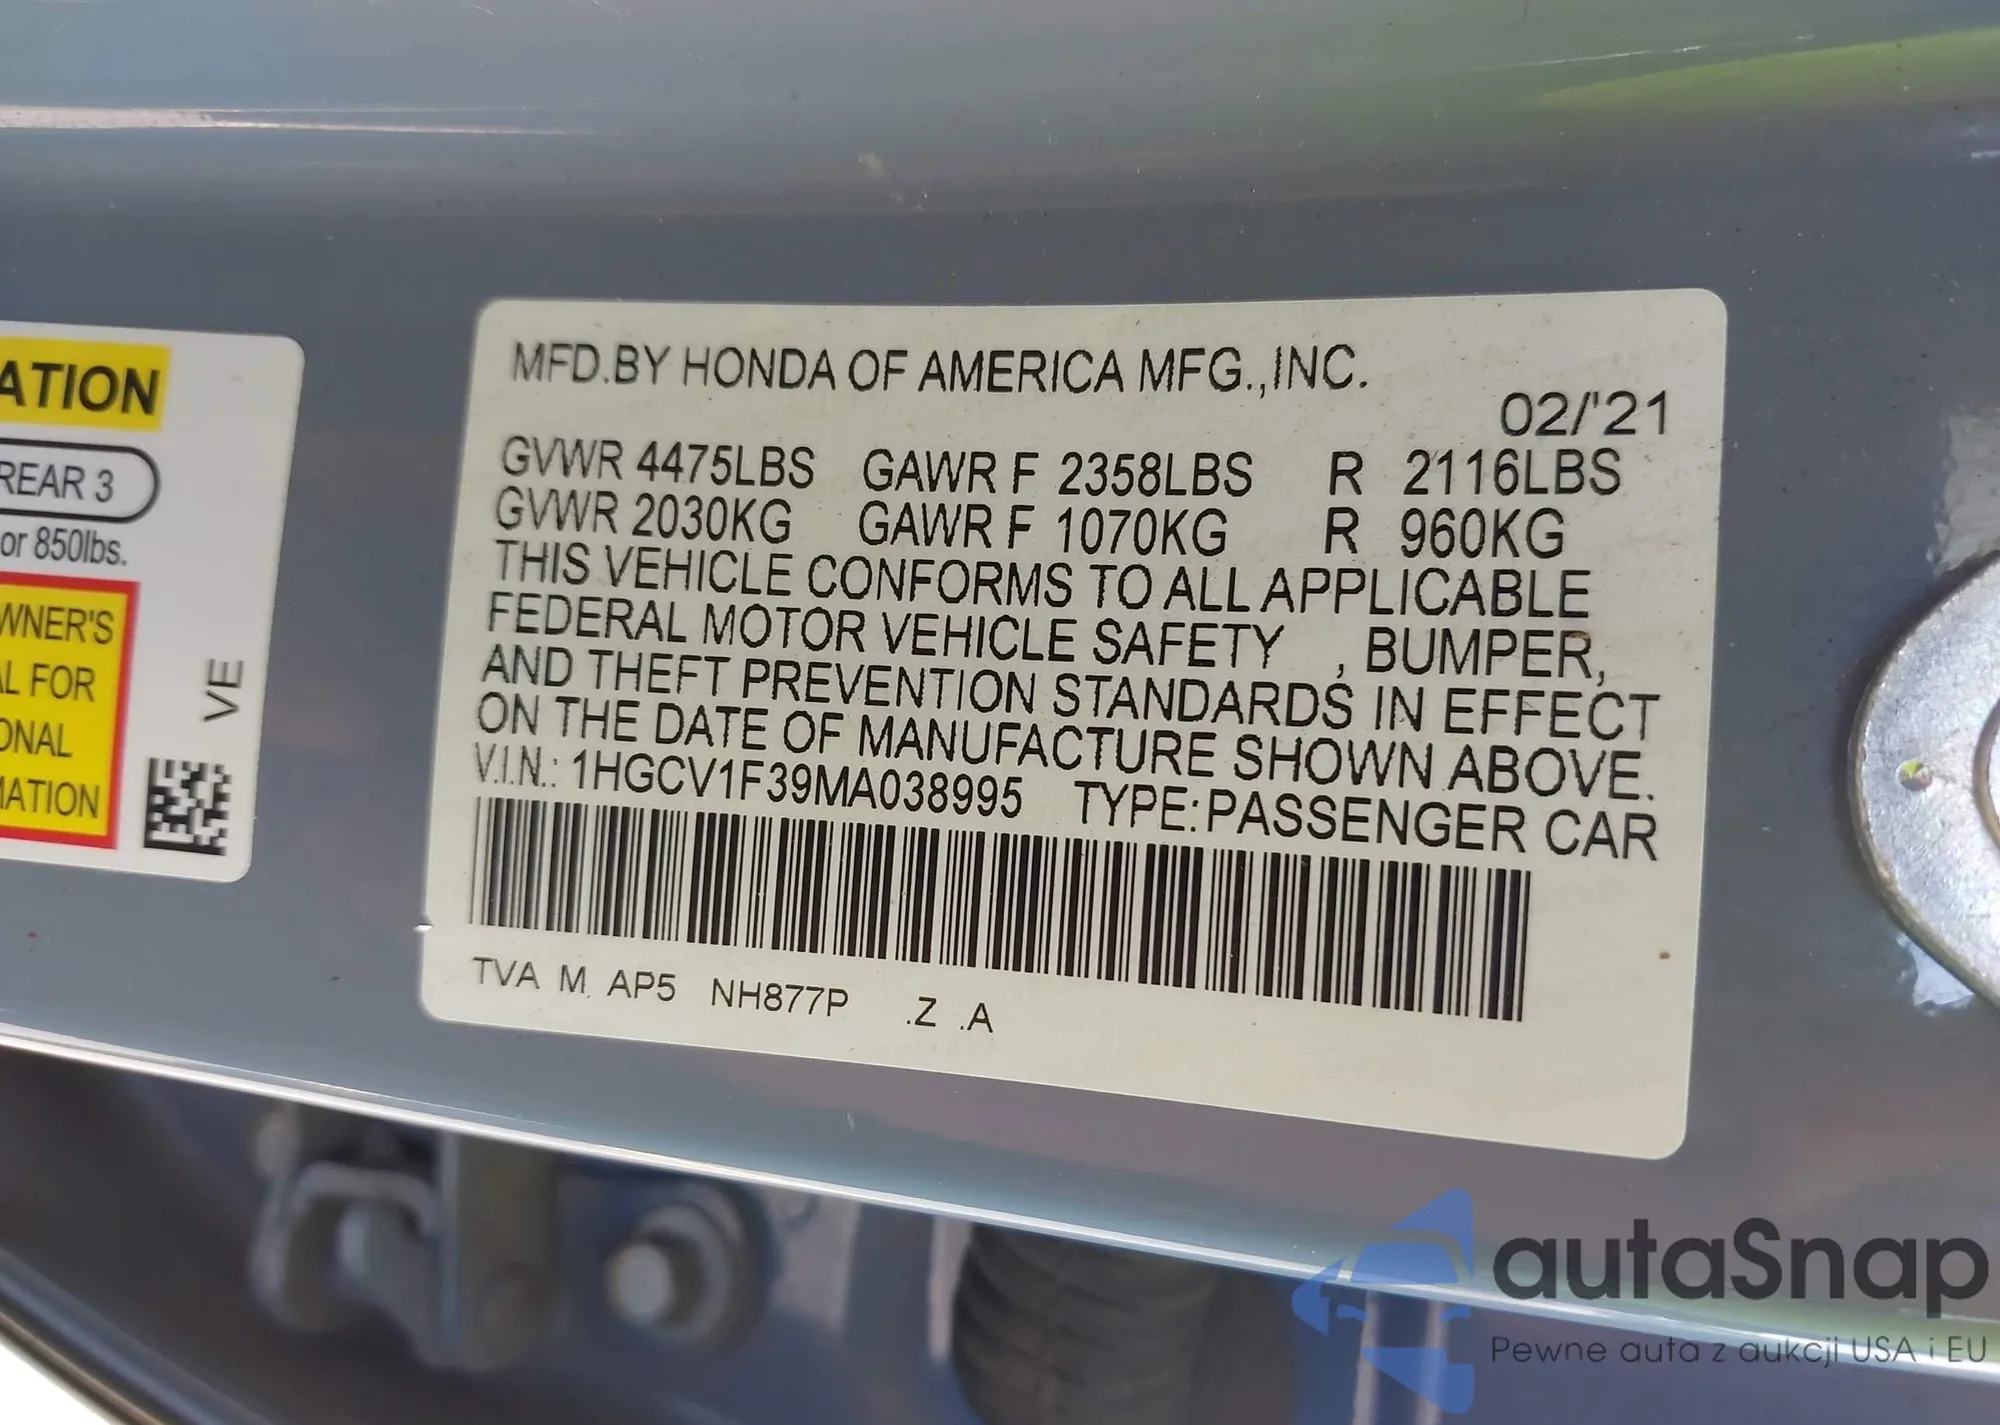 ATION
REAR 3
or 850lbs.
WNER'S
L FOR
ONAL
MATION
VE
MFD.BY HONDA OF AMERICA MFG.,INC.
02/'21
GVWR 4475LBS GAWR F 2358LBS R 2116LBS
GVWR 2030KG GAWR F 1070KG R 960KG
THIS VEHICLE CONFORMS TO ALL APPLICABLE
FEDERAL MOTOR VEHICLE SAFETY , BUMPER,
AND THEFT PREVENTION STANDARDS IN EFFECT
ON THE DATE OF MANUFACTURE SHOWN ABOVE.
V.I.N.: 1HGCV1F39MA038995 TYPE:PASSENGER CAR
TVA M. AP5 NH877P .Z .A
autaSnap
Pewne auta z aukcji USA i EU